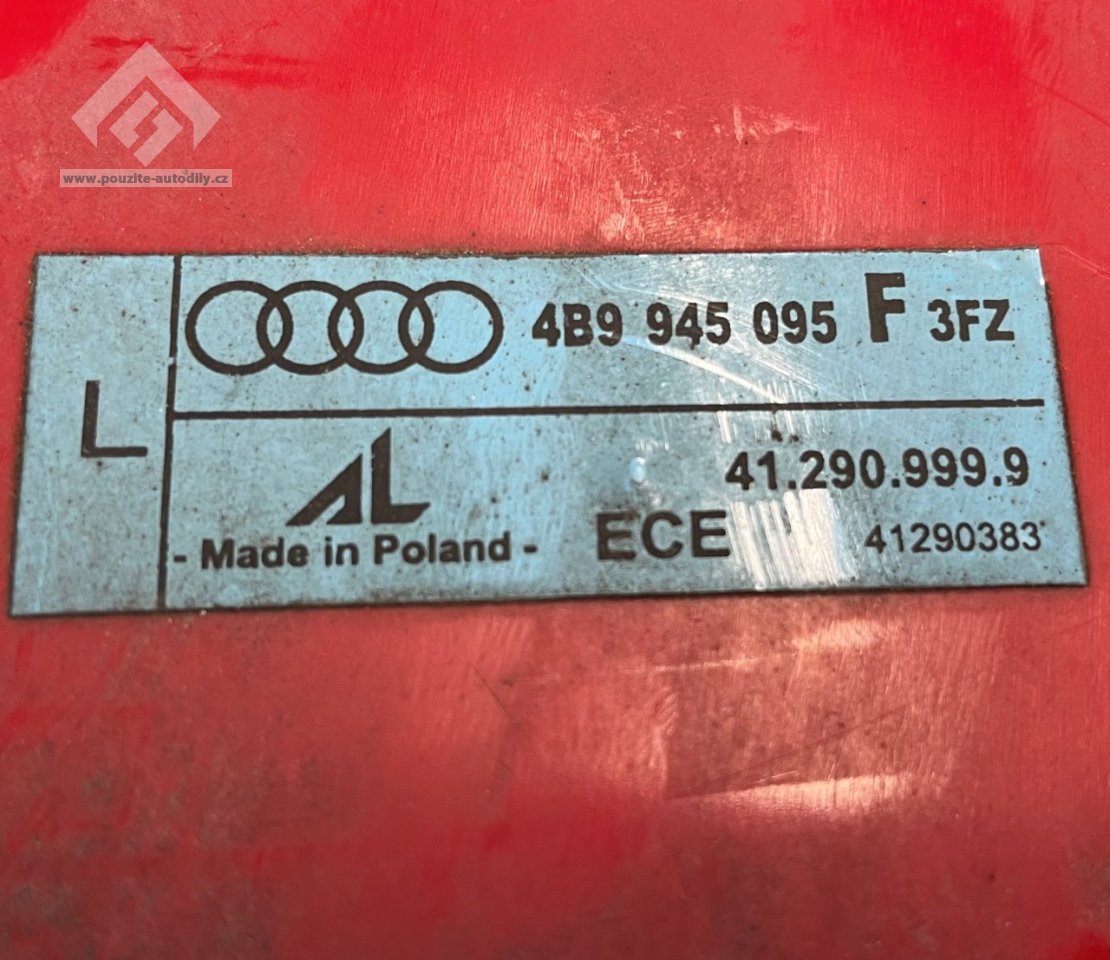 www.pouzite-autodily.cz
4B9 945 095 F 3FZ
L
AL
41.290.999.9
- Made in Poland -
ECE
41290383